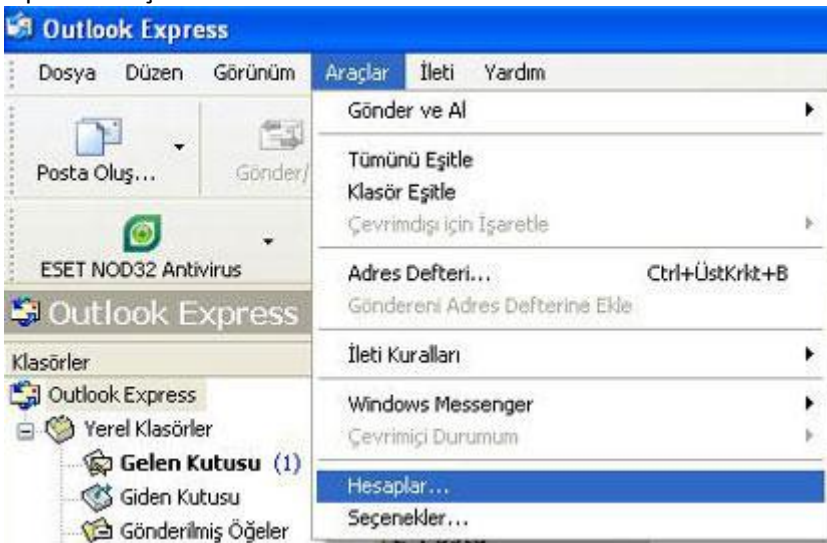 Outlook Express
Dosya Düzen Görünüm Araçlar İleti Yardım
Posta Oluş... Gönder/
ESET NOD32 Antivirus
Gönder ve Al
Tümünü Eşitle
Klasör Eşitle
Çevrimdışı için İşaretle
Adres Defteri... Ctrl+ÜstKrkt+B
Göndereni Adres Defterine Ekle
İleti Kuralları
Windows Messenger
Çevrimiçi Durumum
Hesaplar...
Seçenekler...
Outlook Express
Klasörler
Outlook Express
Yerel Klasörler
Gelen Kutusu (1)
Giden Kutusu
Gönderilmiş Öğeler